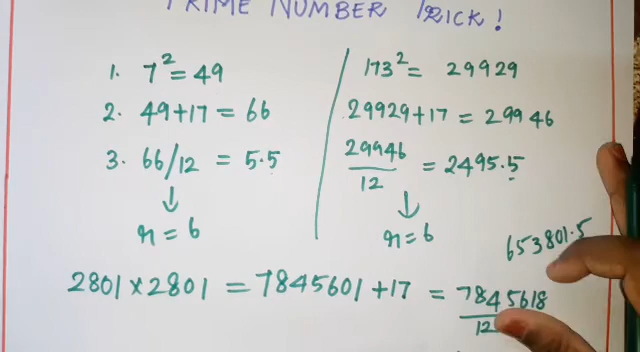 PRIME NUMBER TRICK!
1. 7² = 49
2. 49+17 = 66
3. 66/12 = 5.5
↓
r = 6
173² = 29929
29929+17 = 29946
29946/12 = 2495.5
↓
r = 6
653801.5
2801 × 2801 = 7845601 +17 = 7845618/12